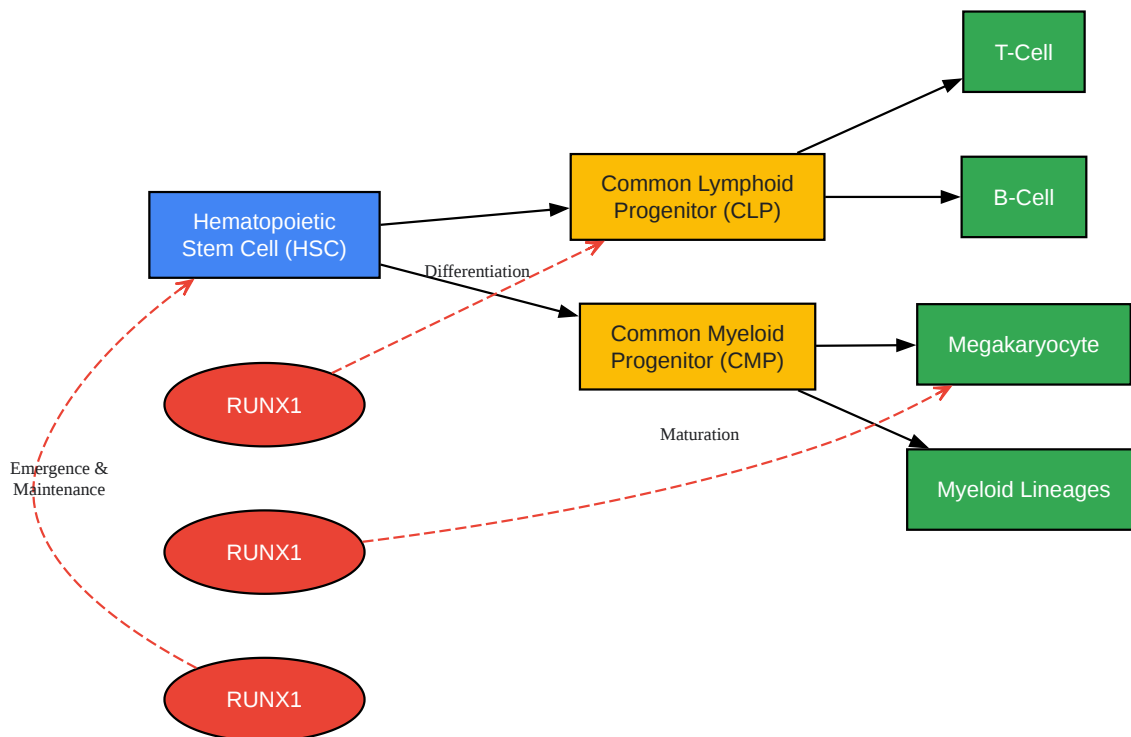 T-Cell
Common Lymphoid
Progenitor (CLP)
B-Cell
Hematopoietic
Stem Cell (HSC)
Differentiation
Common Myeloid
Progenitor (CMP)
Megakaryocyte
RUNX1
Maturation
Emergence &
Maintenance
Myeloid Lineages
RUNX1
RUNX1